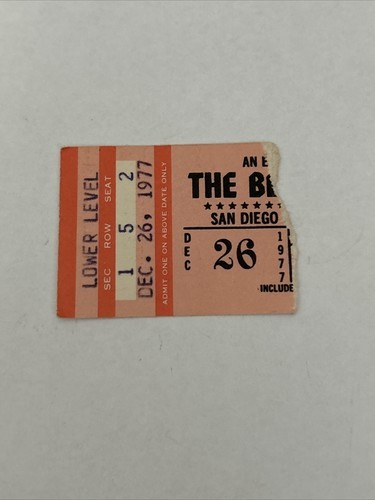 LOWER LEVEL
SEC ROW SEAT
1 5 2
DEC. 26, 1977
ADMIT ONE ON ABOVE DATE ONLY
AN E
THE BE
★★★★★★★
SAN DIEGO
DEC 26 1977
INCLUDE